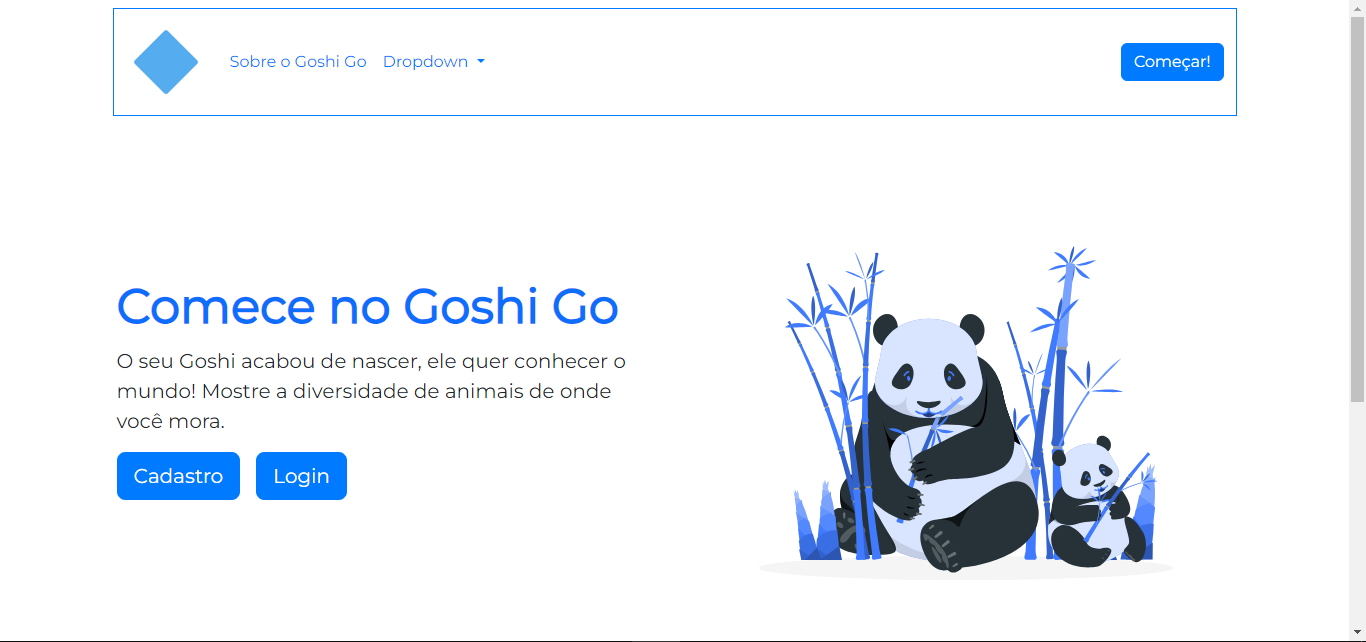 Sobre o Goshi Go
Dropdown
Começar!
Comece no Goshi Go
O seu Goshi acabou de nascer, ele quer conhecer o
mundo! Mostre a diversidade de animais de onde
você mora.
Cadastro
Login